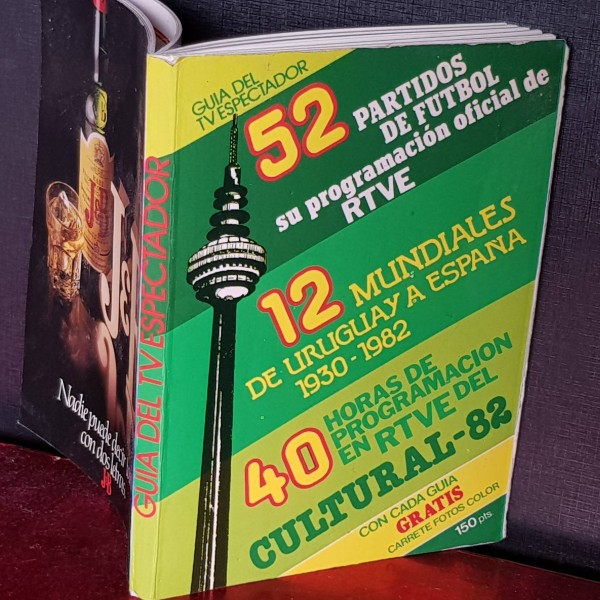 GUIA DEL
TV ESPECTADOR
52 PARTIDOS
DE FUTBOL
su programación oficial de
RTVE
12 MUNDIALES
DE URUGUAY A ESPAÑA
1930-1982
40 HORAS DE
PROGRAMACION
EN RTVE DEL
CULTURAL-82
CON CADA GUIA
GRATIS
CARRETE FOTOS COLOR
150 pts.
GUIA DEL TV ESPECTADOR
Nadie puede decir
con dos letras.
J&B